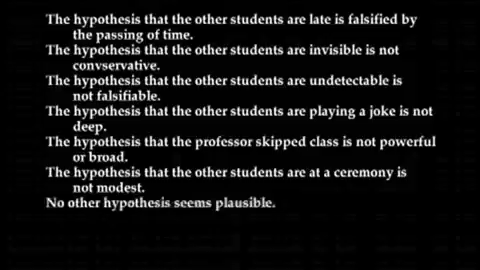 The hypothesis that the other students are late is falsified by
the passing of time.
The hypothesis that the other students are invisible is not
convservative.
The hypothesis that the other students are undetectable is
not falsifiable.
The hypothesis that the other students are playing a joke is not
deep.
The hypothesis that the professor skipped class is not powerful
or broad.
The hypothesis that the other students are at a ceremony is
not modest.
No other hypothesis seems plausible.